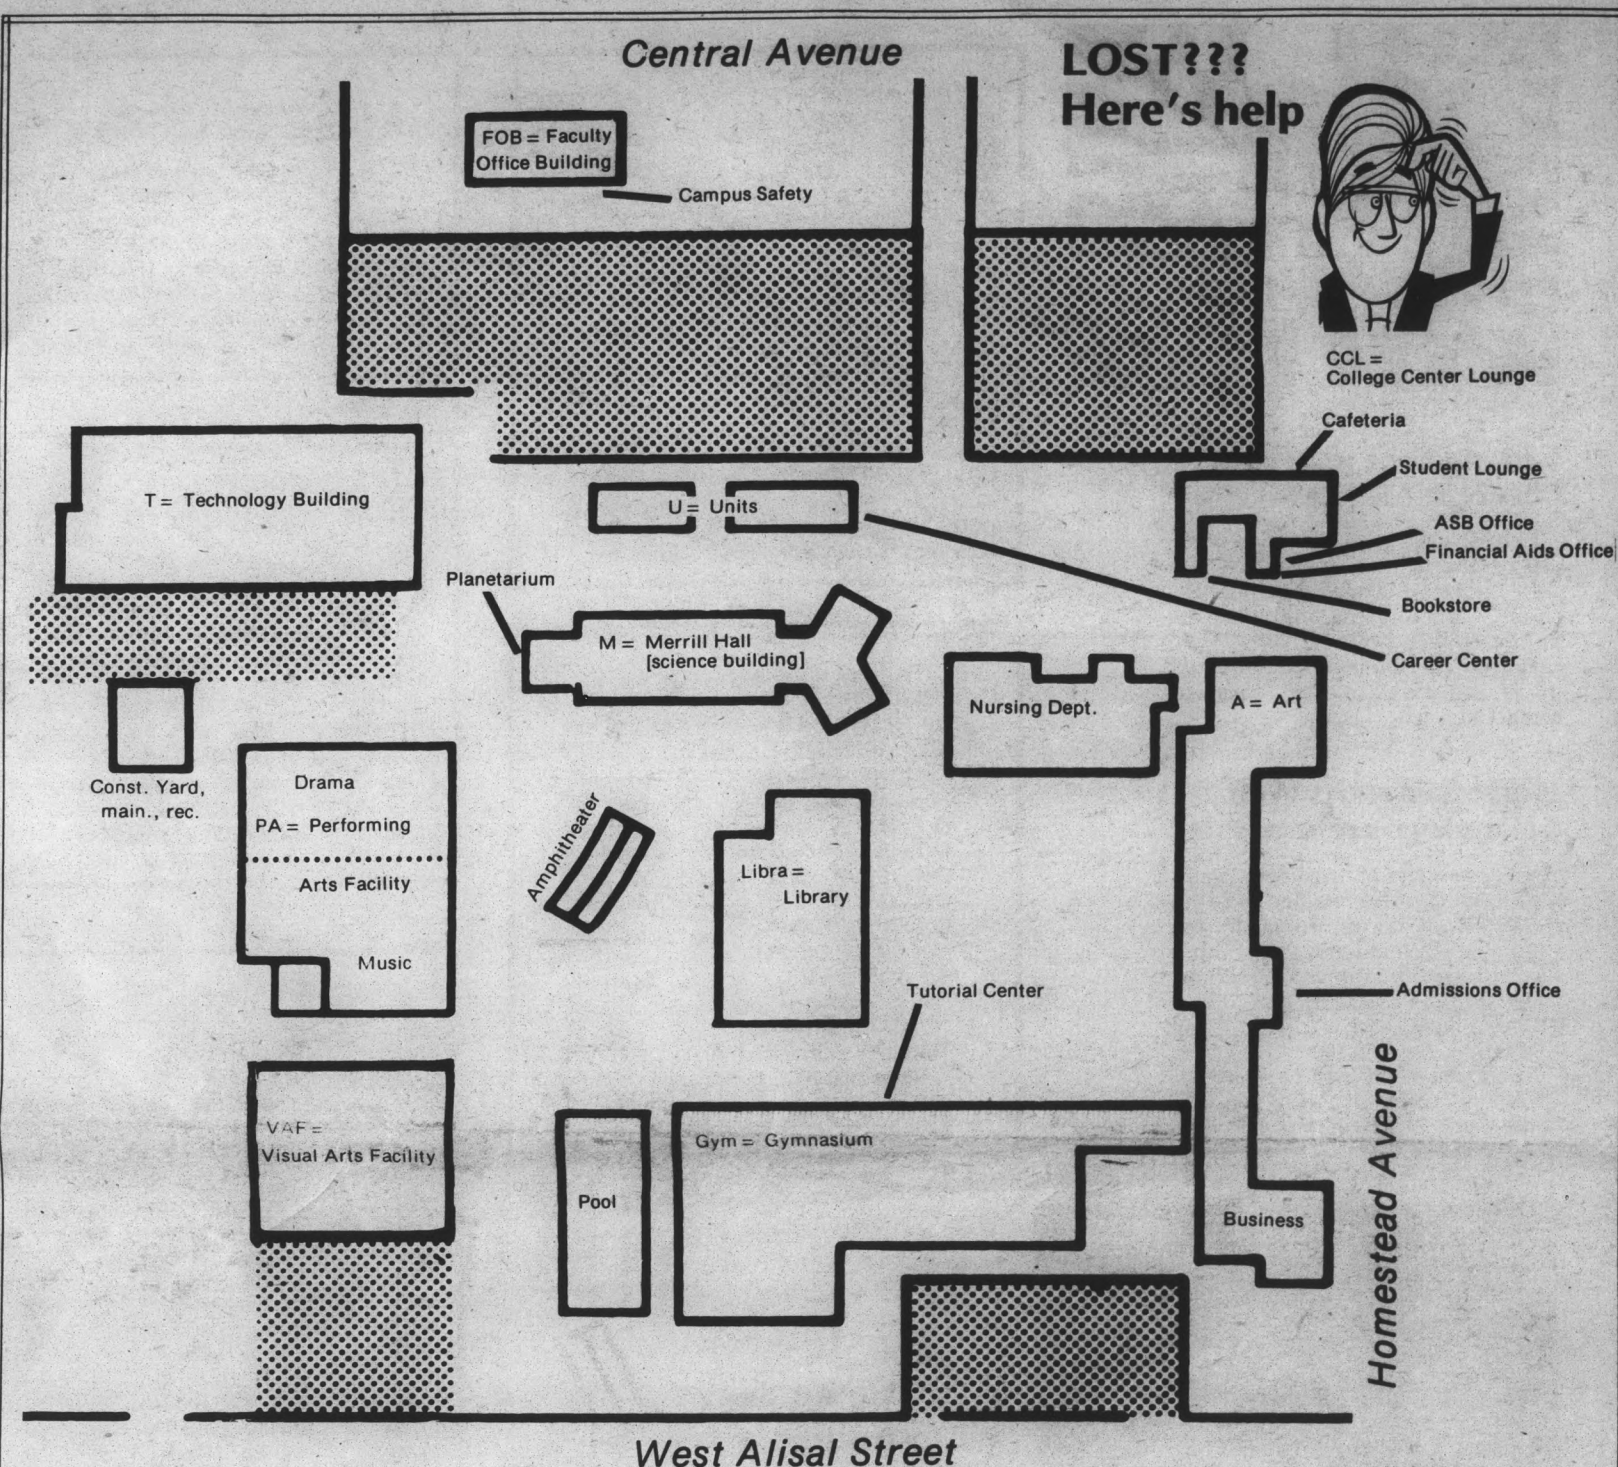 Central Avenue
LOST???
Here's help
FOB = Faculty
Office Building
Campus Safety
CCL =
College Center Lounge
Cafeteria
Student Lounge
ASB Office
Financial Aids Office
Bookstore
Career Center
T = Technology Building
U = Units
Planetarium
M = Merrill Hall
[science building]
Nursing Dept.
A = Art
Const. Yard,
main., rec.
Drama
PA = Performing
Arts Facility
Music
Amphitheater
Libra =
Library
Tutorial Center
Admissions Office
VAF =
Visual Arts Facility
Pool
Gym = Gymnasium
Business
Homestead Avenue
West Alisal Street